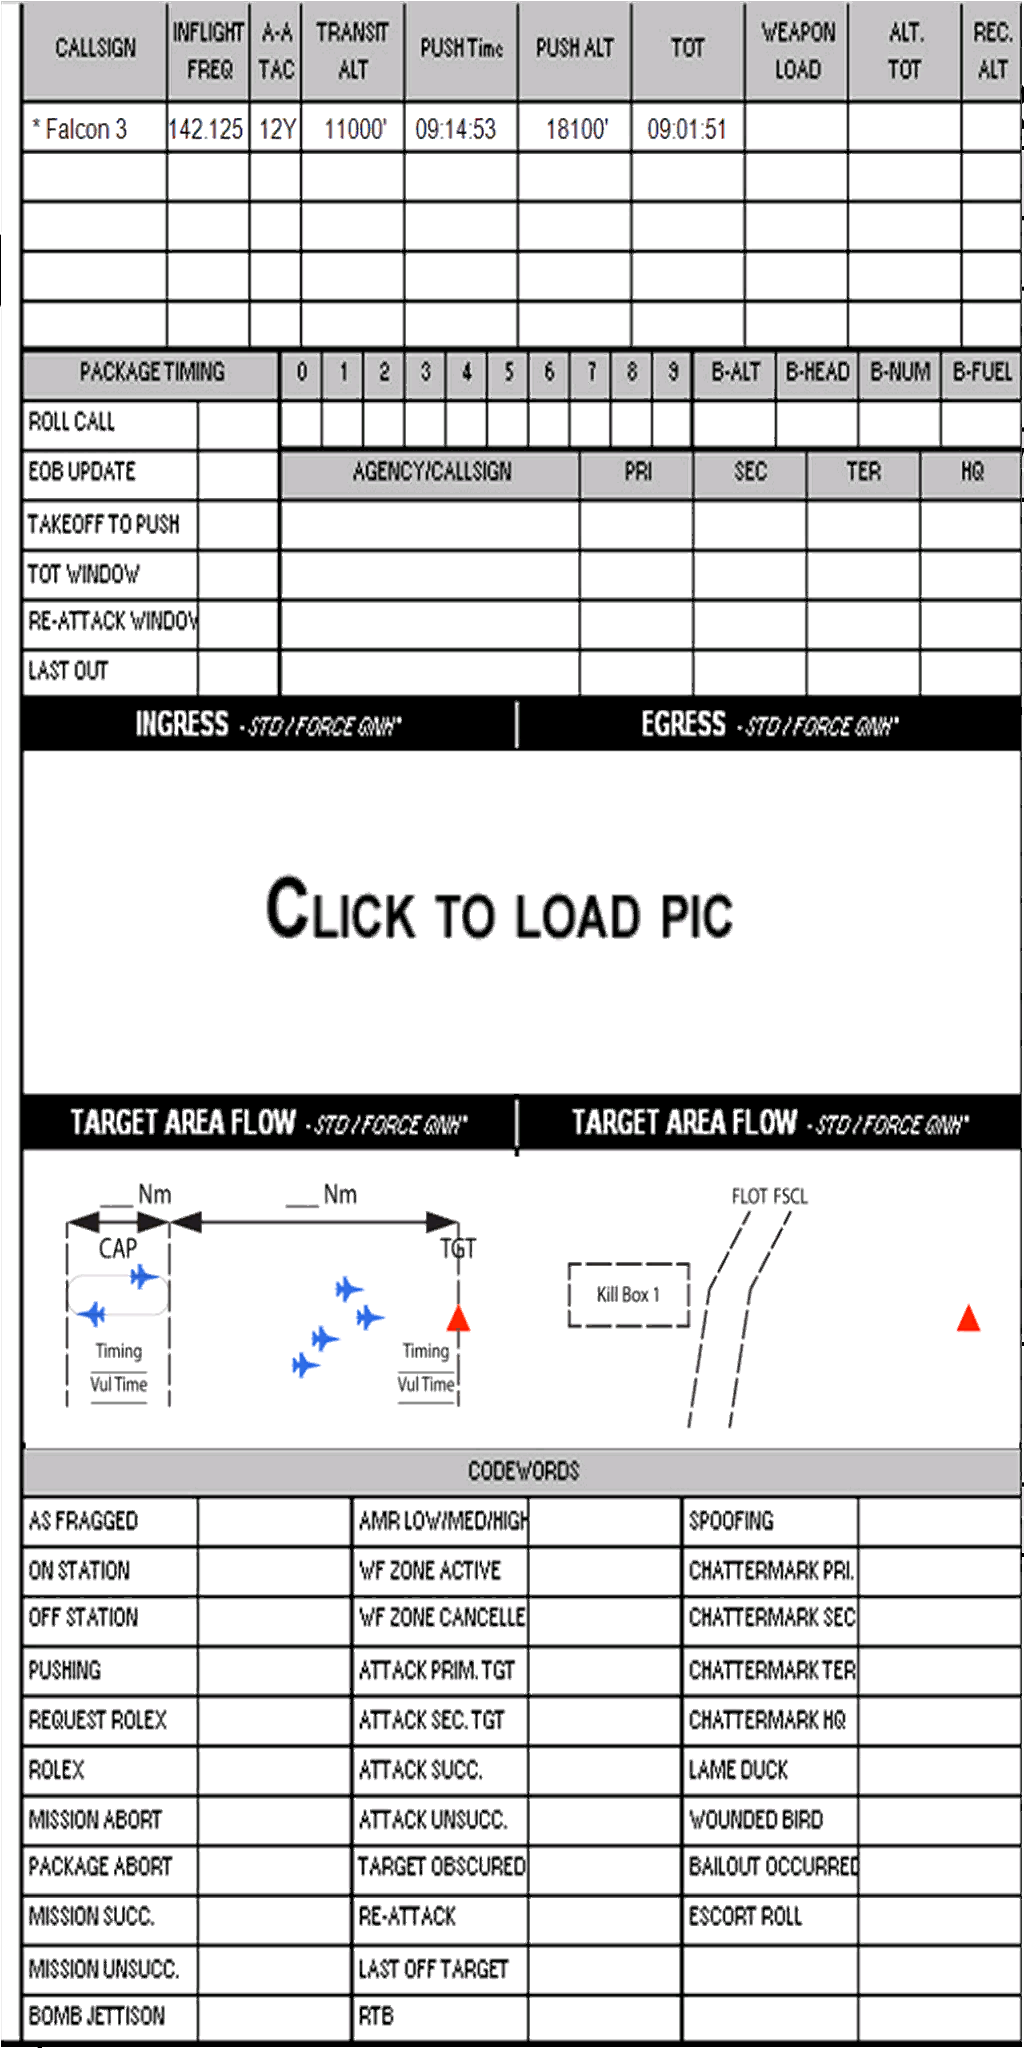 CALLSIGN INFLIGHT FREQ A-A TAC TRANSIT ALT PUSH Time PUSH ALT TOT WEAPON LOAD ALT. TOT REC. ALT
* Falcon 3 142.125 12Y 11000' 09:14:53 18100' 09:01:51
PACKAGE TIMING 0 1 2 3 4 5 6 7 8 9 B-ALT B-HEAD B-NUM B-FUEL
ROLL CALL
EOB UPDATE AGENCY/CALLSIGN PRI SEC TER HQ
TAKEOFF TO PUSH
TOT WINDOW
RE-ATTACK WINDOW
LAST OUT
INGRESS - STD / FORCE QNH" EGRESS - STD / FORCE QNH"
CLICK TO LOAD PIC
TARGET AREA FLOW - STD / FORCE QNH" TARGET AREA FLOW - STD / FORCE QNH"
___ Nm ___ Nm FLOT FSCL
CAP TGT
Kill Box 1
Timing Timing
Vul Time Vul Time
CODEWORDS
AS FRAGGED AMR LOW/MED/HIGH SPOOFING
ON STATION WF ZONE ACTIVE CHATTERMARK PRI.
OFF STATION WF ZONE CANCELLE CHATTERMARK SEC
PUSHING ATTACK PRIM. TGT CHATTERMARK TER
REQUEST ROLEX ATTACK SEC. TGT CHATTERMARK HQ
ROLEX ATTACK SUCC. LAME DUCK
MISSION ABORT ATTACK UNSUCC. WOUNDED BIRD
PACKAGE ABORT TARGET OBSCURED BAILOUT OCCURRED
MISSION SUCC. RE-ATTACK ESCORT ROLL
MISSION UNSUCC. LAST OFF TARGET
BOMB JETTISON RTB